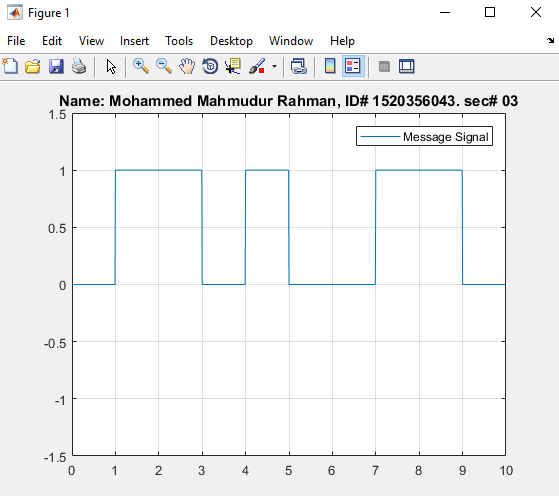 Figure 1
File Edit View Insert Tools Desktop Window Help
Name: Mohammed Mahmudur Rahman, ID# 1520356043. sec# 03
Message Signal
1.5
1
0.5
0
-0.5
-1
-1.5
0 1 2 3 4 5 6 7 8 9 10